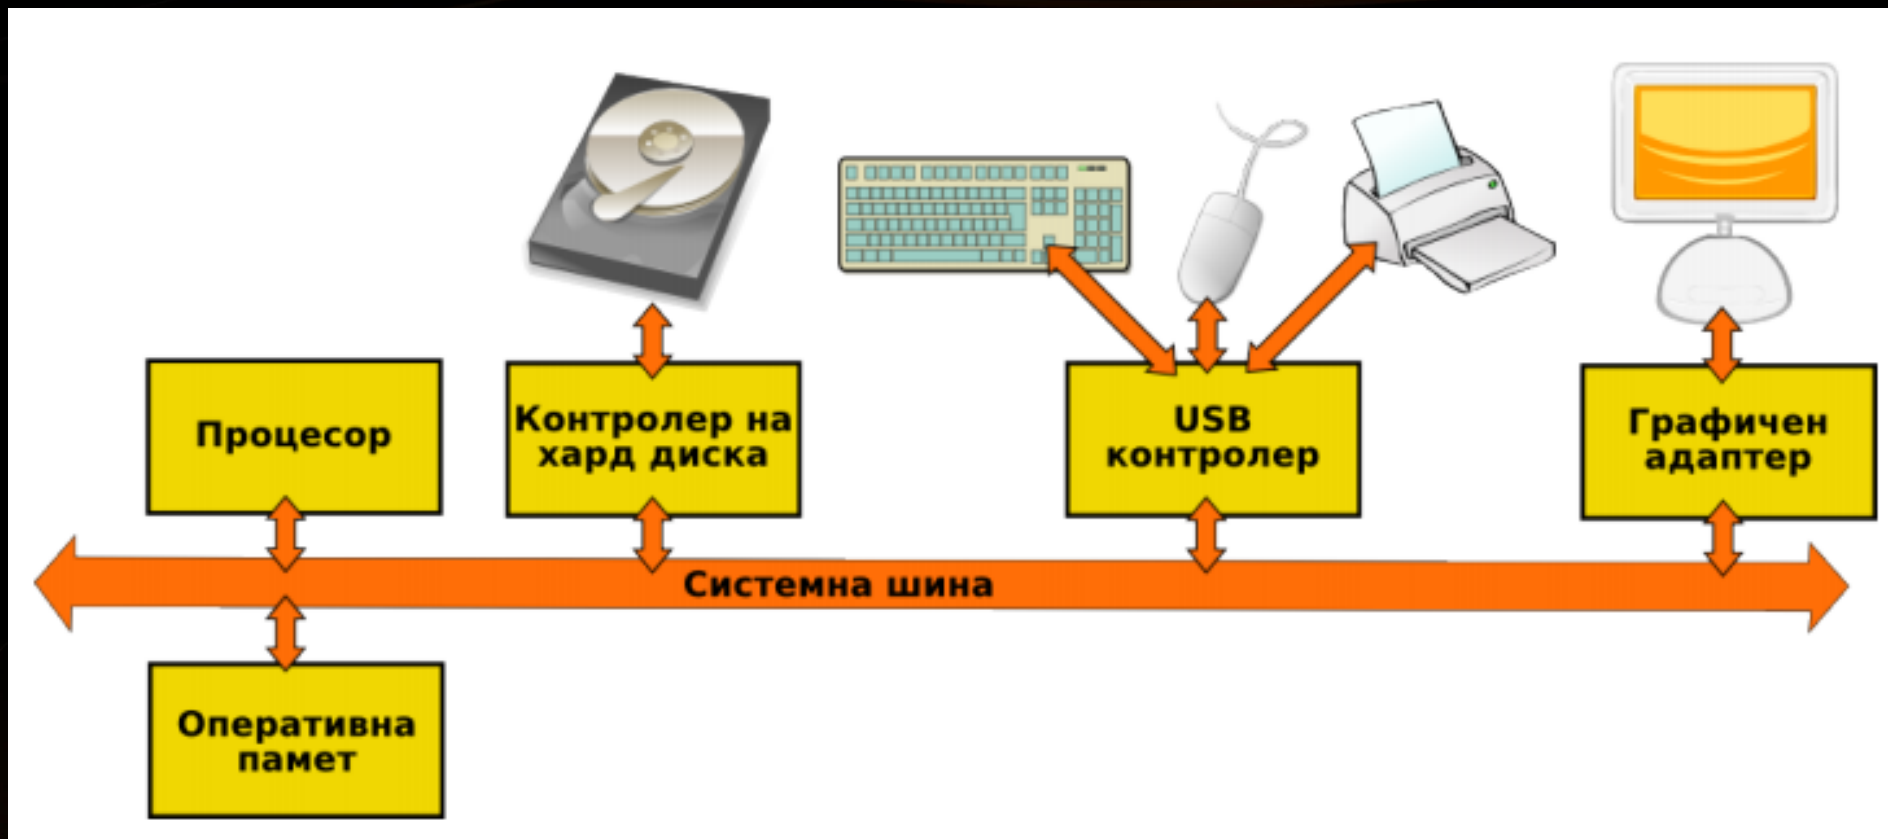 Процесор
Контролер на
хард диска
USB
контролер
Графичен
адаптер
Системна шина
Оперативна
памет